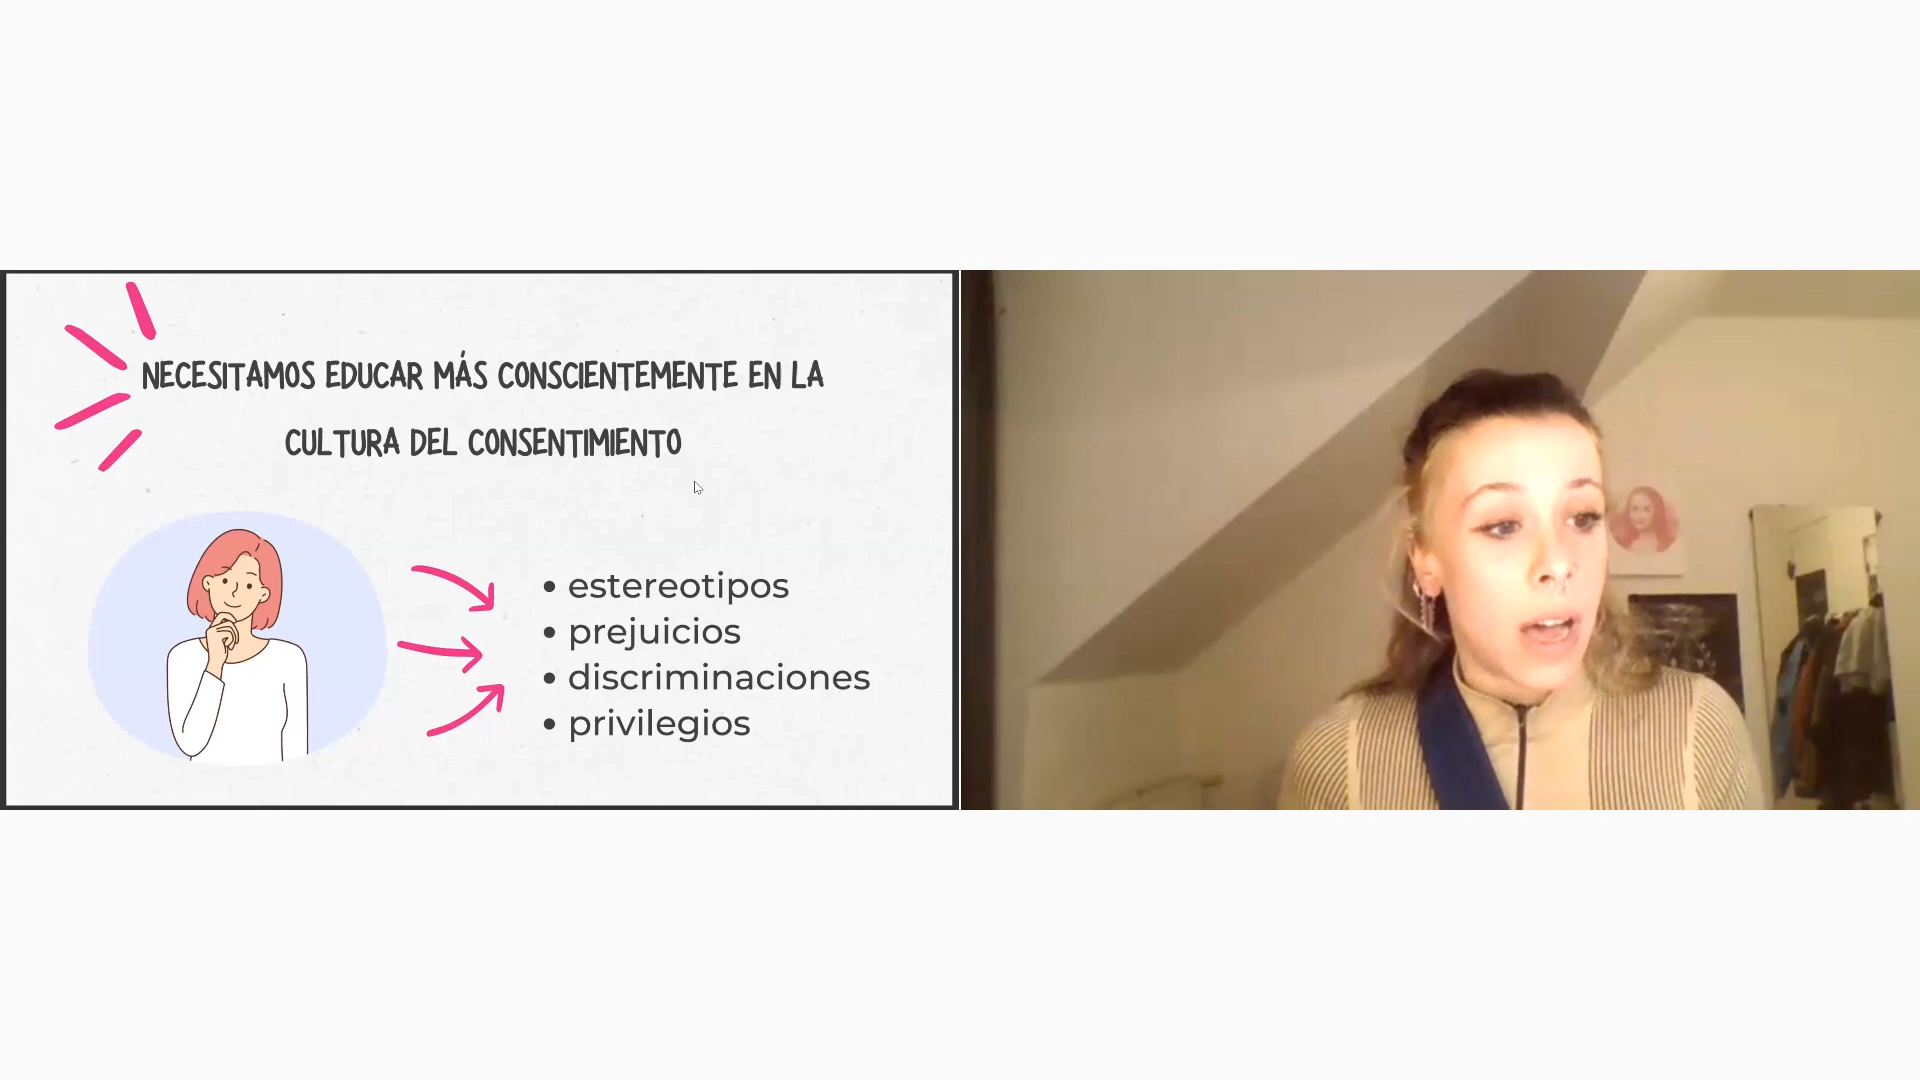 NECESITAMOS EDUCAR MÁS CONSCIENTEMENTE EN LA
CULTURA DEL CONSENTIMIENTO
• estereotipos
• prejuicios
• discriminaciones
• privilegios